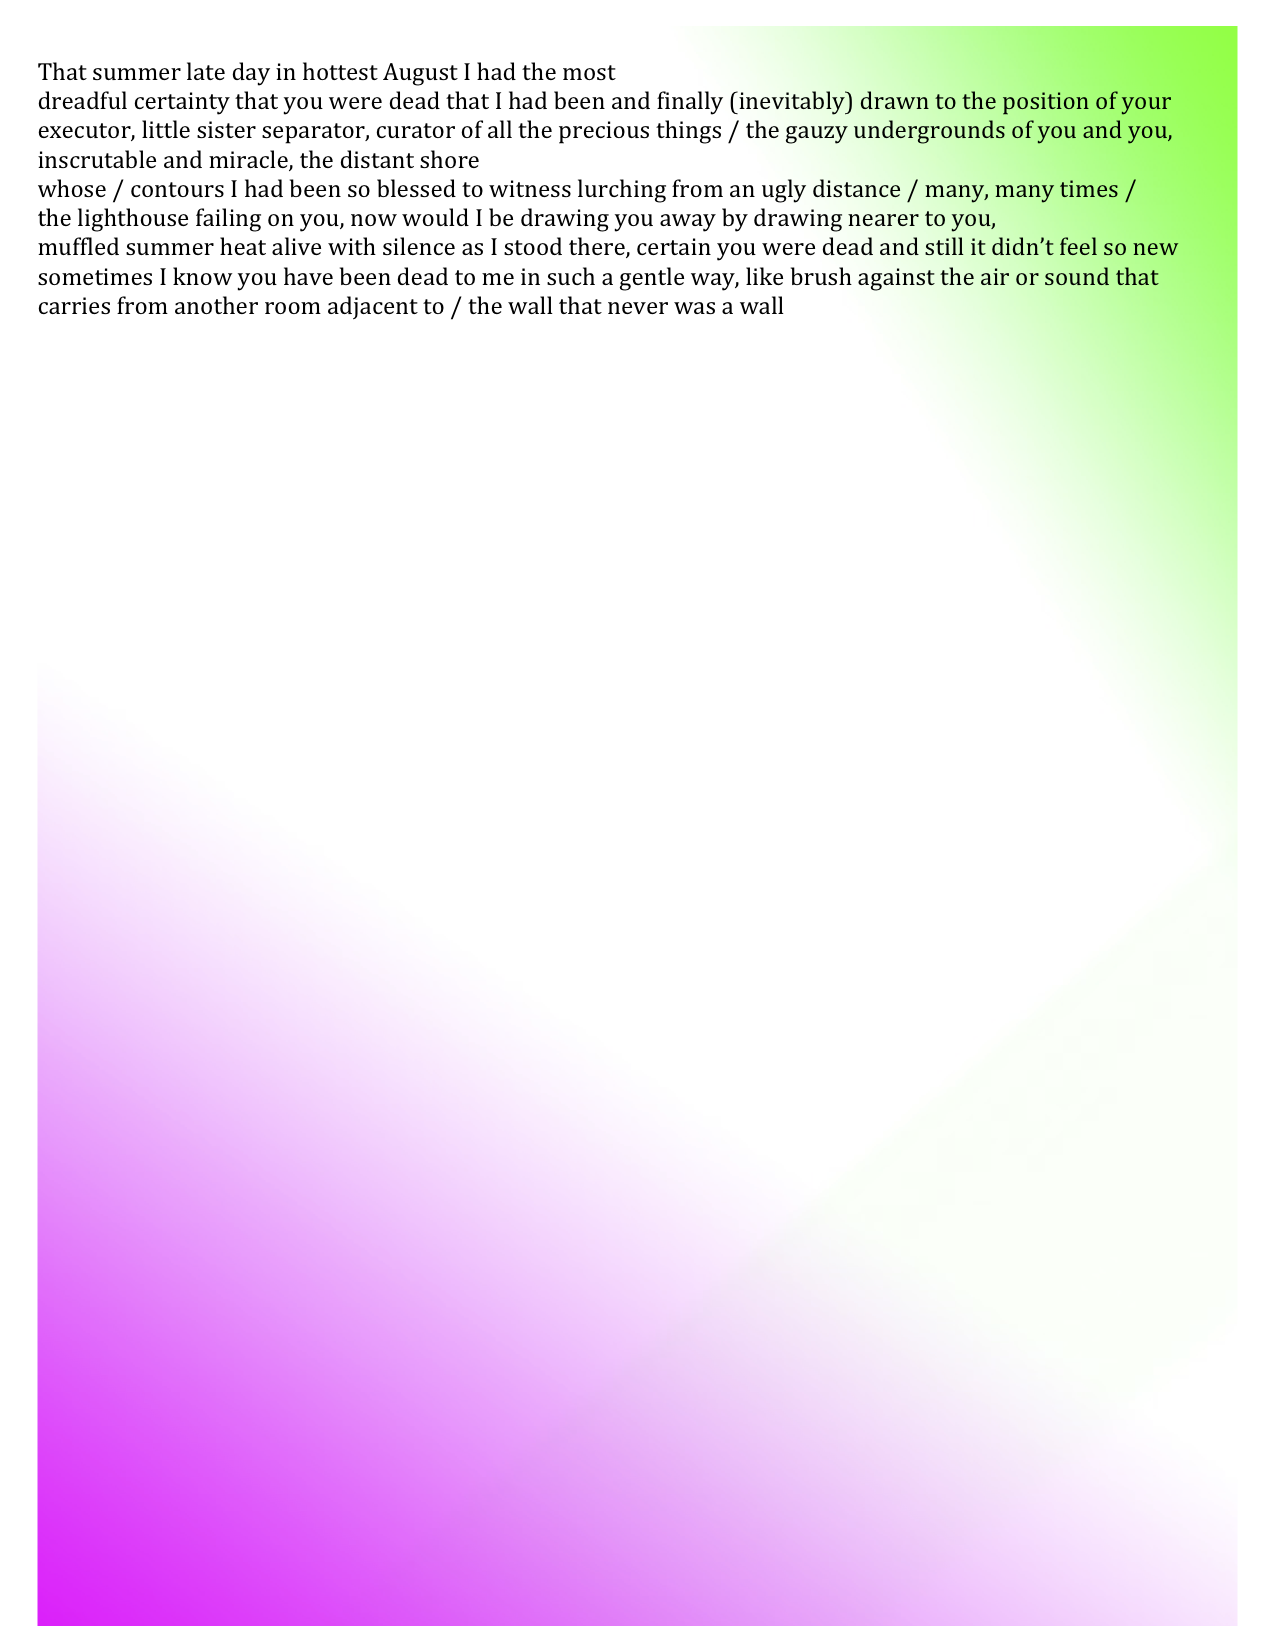 That summer late day in hottest August I had the most
dreadful certainty that you were dead that I had been and finally (inevitably) drawn to the position of your
executor, little sister separator, curator of all the precious things / the gauzy undergrounds of you and you,
inscrutable and miracle, the distant shore
whose / contours I had been so blessed to witness lurching from an ugly distance / many, many times /
the lighthouse failing on you, now would I be drawing you away by drawing nearer to you,
muffled summer heat alive with silence as I stood there, certain you were dead and still it didn’t feel so new
sometimes I know you have been dead to me in such a gentle way, like brush against the air or sound that
carries from another room adjacent to / the wall that never was a wall